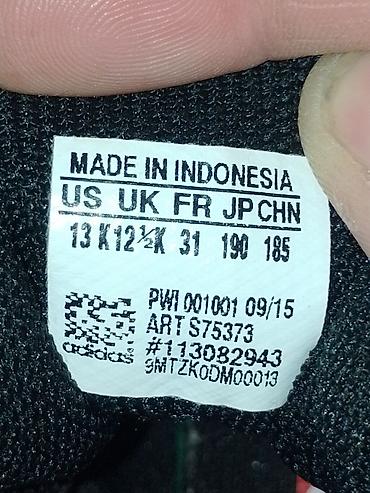 MADE IN INDONESIA
US UK FR JP CHN
13 K 12½K 31 190 185
PWI 001001 09/15
ART S75373
adidas #113082943
9MTZK0DM00013